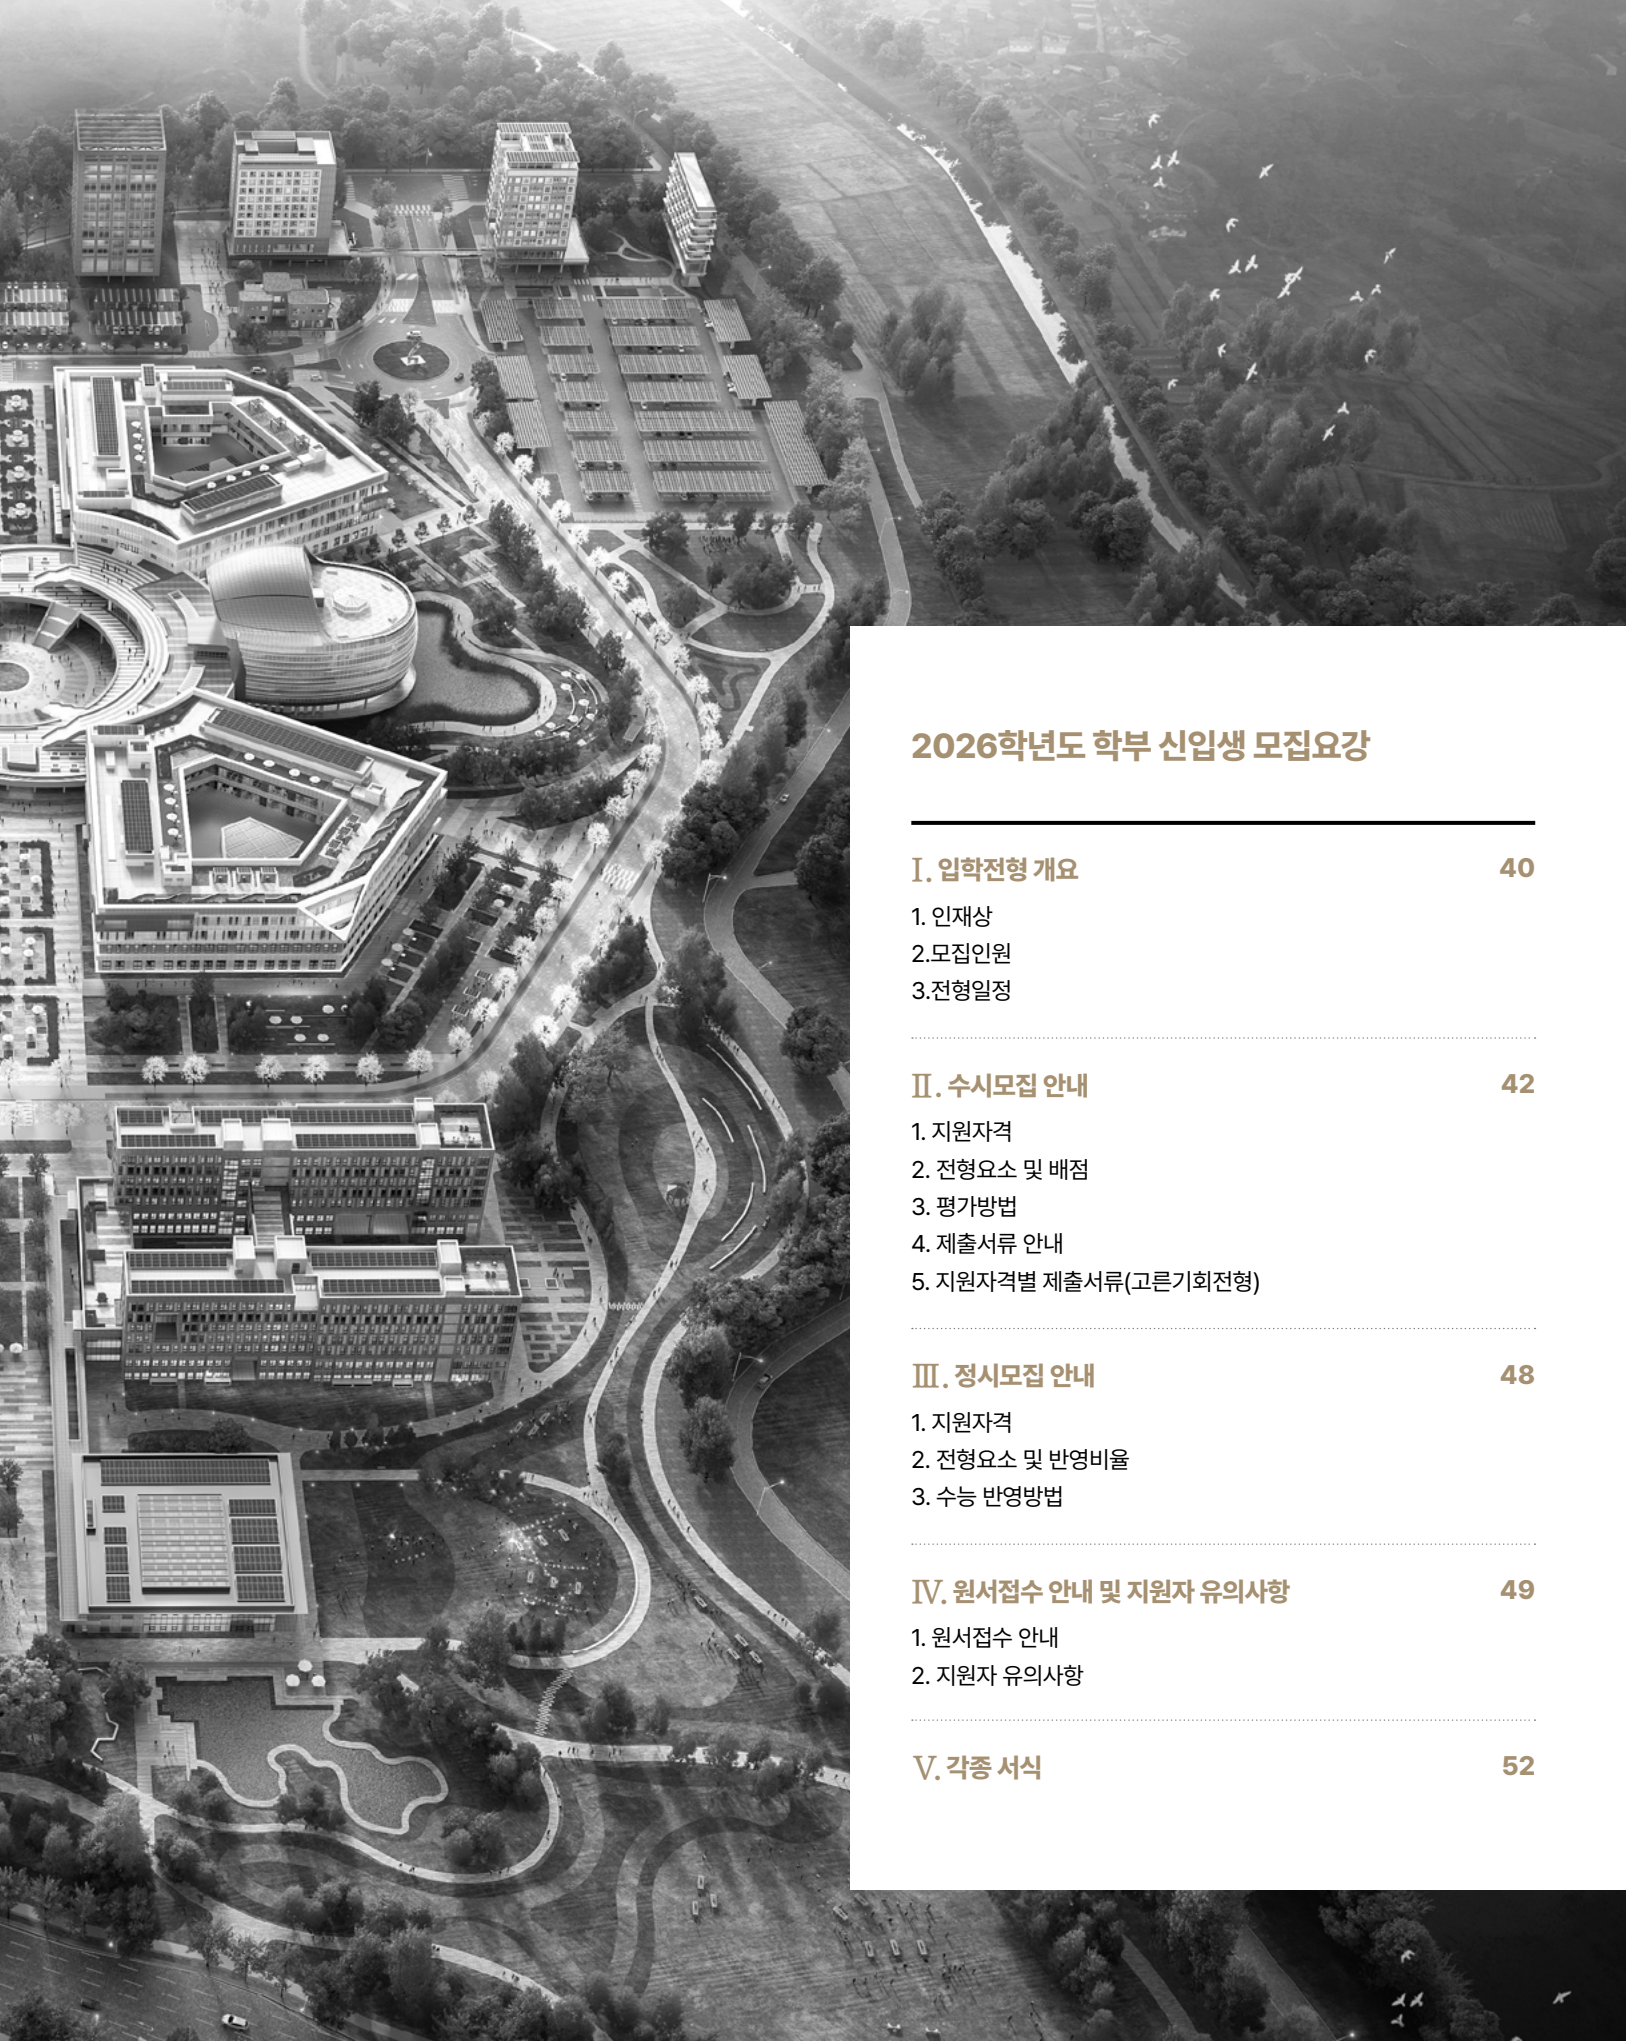 2026학년도 학부 신입생 모집요강
Ⅰ. 입학전형 개요 40
1. 인재상
2.모집인원
3.전형일정
Ⅱ. 수시모집 안내 42
1. 지원자격
2. 전형요소 및 배점
3. 평가방법
4. 제출서류 안내
5. 지원자격별 제출서류(고른기회전형)
Ⅲ. 정시모집 안내 48
1. 지원자격
2. 전형요소 및 반영비율
3. 수능 반영방법
Ⅳ. 원서접수 안내 및 지원자 유의사항 49
1. 원서접수 안내
2. 지원자 유의사항
Ⅴ. 각종 서식 52